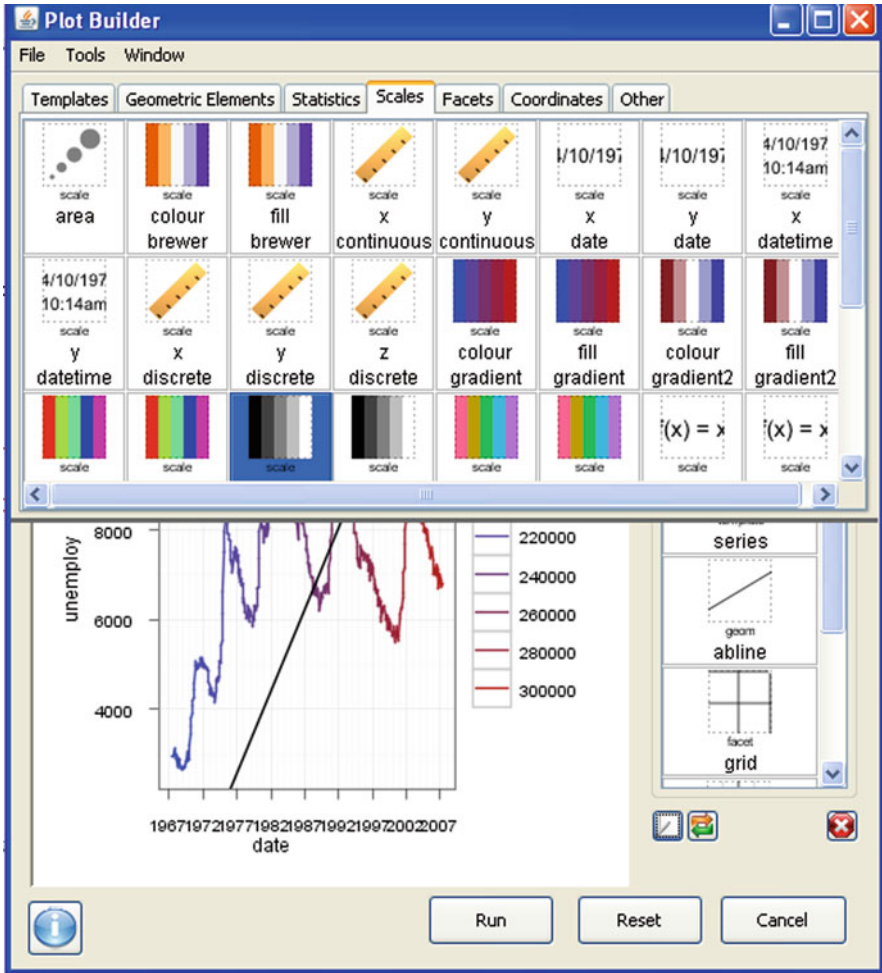 Plot Builder
File Tools Window
Templates Geometric Elements Statistics Scales Facets Coordinates Other
4/10/197 4/10/197 4/10/197
10:14am
scale scale scale scale scale scale scale scale
area colour brewer fill brewer x continuous y continuous x date y date x datetime
4/10/197
10:14am
scale scale scale scale scale scale scale scale
y datetime x discrete y discrete z discrete colour gradient fill gradient colour gradient2 fill gradient2
f(x) = x f(x) = x
scale scale scale scale scale scale scale scale
unemploy
8000
6000
4000
1967 1972 1977 1982 1987 1992 1997 2002 2007
date
220000
240000
260000
280000
300000
series
geom
abline
facet
grid
Run Reset Cancel